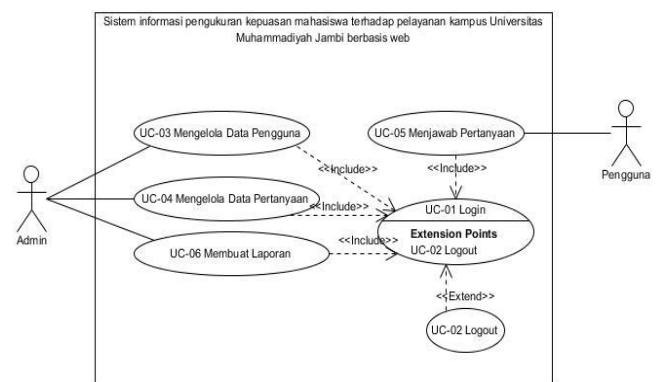 Sistem informasi pengukuran kepuasan mahasiswa terhadap pelayanan kampus Universitas
Muhammadiyah Jambi berbasis web
UC-03 Mengelola Data Pengguna
UC-05 Menjawab Pertanyaan
Pengguna
<<Include>>
<<Include>>
UC-04 Mengelola Data Pertanyaan
<<Include>>
UC-01 Login
Admin
Extension Points
UC-02 Logout
UC-06 Membuat Laporan
<<Include>>
<<Extend>>
UC-02 Logout